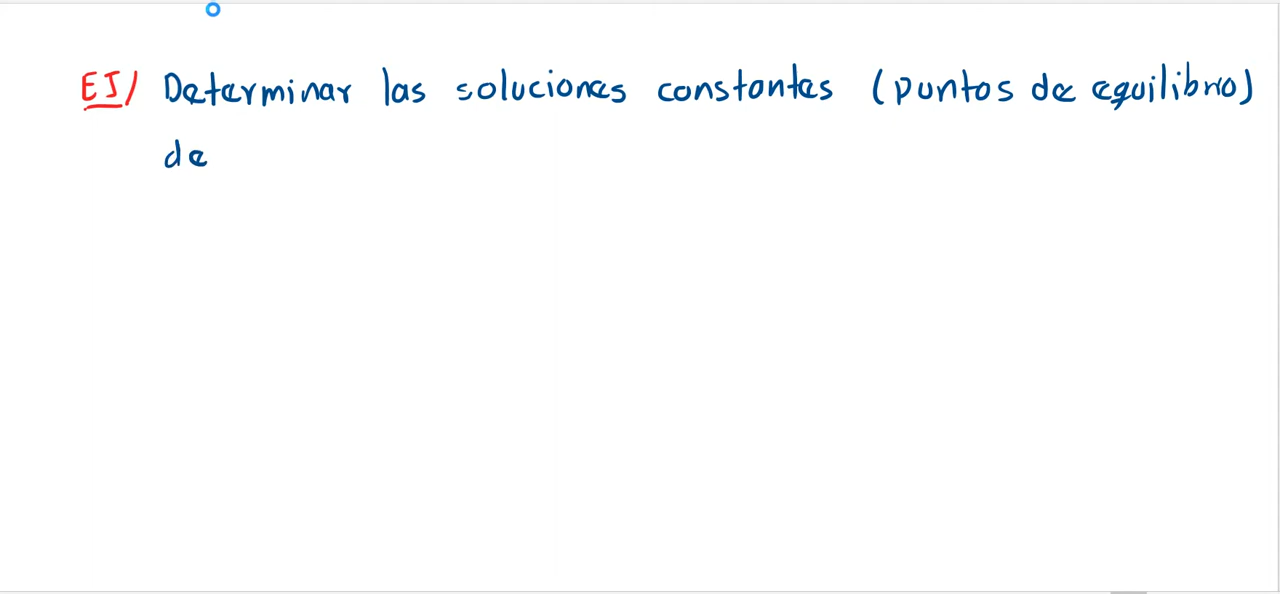 EJ/ Determinar las soluciones constantes (puntos de equilibrio)
de